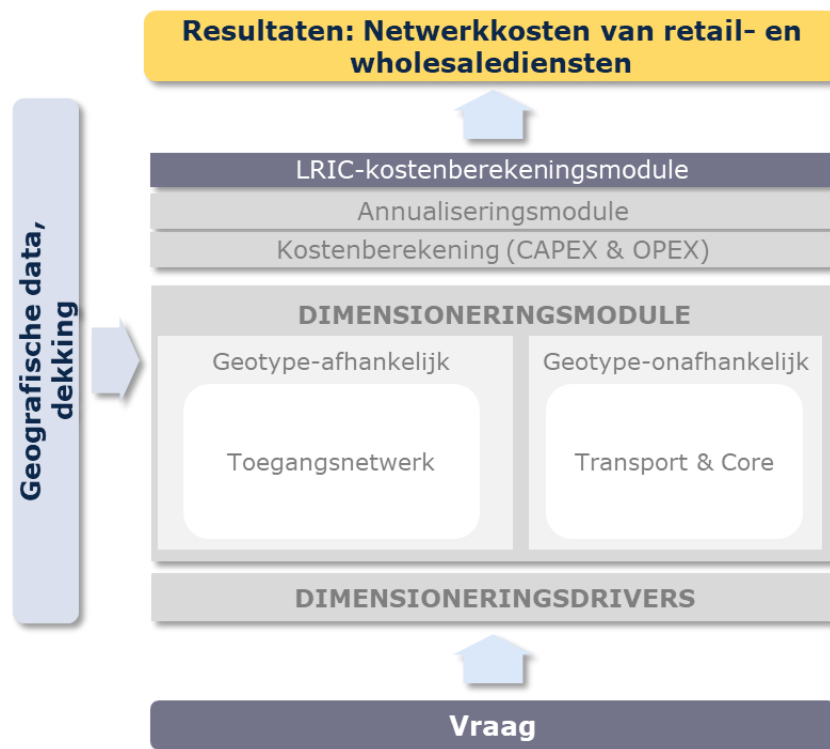 Resultaten: Netwerkkosten van retail- en
wholesalediensten
Geografische data,
dekking
LRIC-kostenberekeningsmodule
Annualiseringsmodule
Kostenberekening (CAPEX & OPEX)
DIMENSIONERINGSMODULE
Geotype-afhankelijk
Toegangsnetwerk
Geotype-onafhankelijk
Transport & Core
DIMENSIONERINGSDRIVERS
Vraag